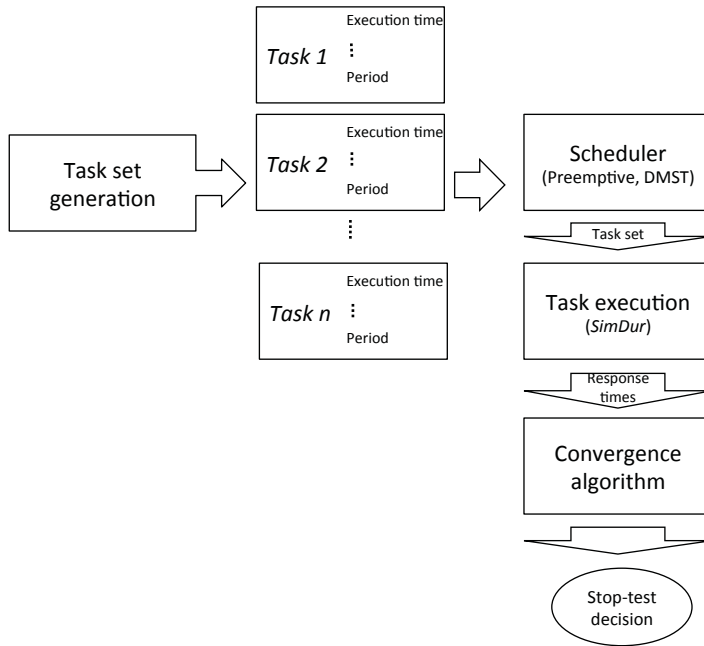 Task set
generation
Task 1
Execution time
⋮
Period
Task 2
Execution time
⋮
Period
⋮
Task n
Execution time
⋮
Period
Scheduler
(Preemptive, DMST)
Task set
Task execution
(SimDur)
Response
times
Convergence
algorithm
Stop-test
decision